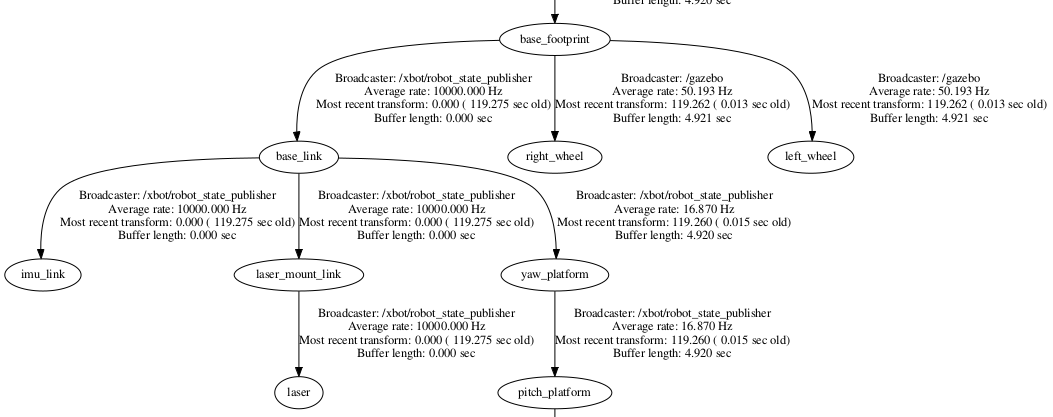 Buffer length: 4.920 sec
base_footprint
Broadcaster: /xbot/robot_state_publisher
Average rate: 10000.000 Hz
Most recent transform: 0.000 ( 119.275 sec old)
Buffer length: 0.000 sec
Broadcaster: /gazebo
Average rate: 50.193 Hz
Most recent transform: 119.262 ( 0.013 sec old)
Buffer length: 4.921 sec
Broadcaster: /gazebo
Average rate: 50.193 Hz
Most recent transform: 119.262 ( 0.013 sec old)
Buffer length: 4.921 sec
base_link
right_wheel
left_wheel
Broadcaster: /xbot/robot_state_publisher
Average rate: 10000.000 Hz
Most recent transform: 0.000 ( 119.275 sec old)
Buffer length: 0.000 sec
Broadcaster: /xbot/robot_state_publisher
Average rate: 10000.000 Hz
Most recent transform: 0.000 ( 119.275 sec old)
Buffer length: 0.000 sec
Broadcaster: /xbot/robot_state_publisher
Average rate: 16.870 Hz
Most recent transform: 119.260 ( 0.015 sec old)
Buffer length: 4.920 sec
imu_link
laser_mount_link
yaw_platform
Broadcaster: /xbot/robot_state_publisher
Average rate: 10000.000 Hz
Most recent transform: 0.000 ( 119.275 sec old)
Buffer length: 0.000 sec
Broadcaster: /xbot/robot_state_publisher
Average rate: 16.870 Hz
Most recent transform: 119.260 ( 0.015 sec old)
Buffer length: 4.920 sec
laser
pitch_platform